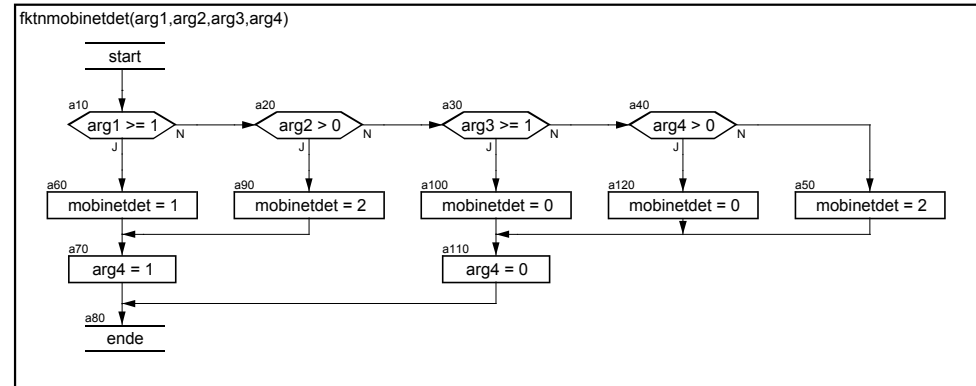 fktnmobinetdet(arg1,arg2,arg3,arg4)
start
a10
arg1 >= 1
N
J
a20
arg2 > 0
N
J
a30
arg3 >= 1
N
J
a40
arg4 > 0
N
J
a60
mobinetdet = 1
a90
mobinetdet = 2
a100
mobinetdet = 0
a120
mobinetdet = 0
a50
mobinetdet = 2
a70
arg4 = 1
a110
arg4 = 0
a80
ende